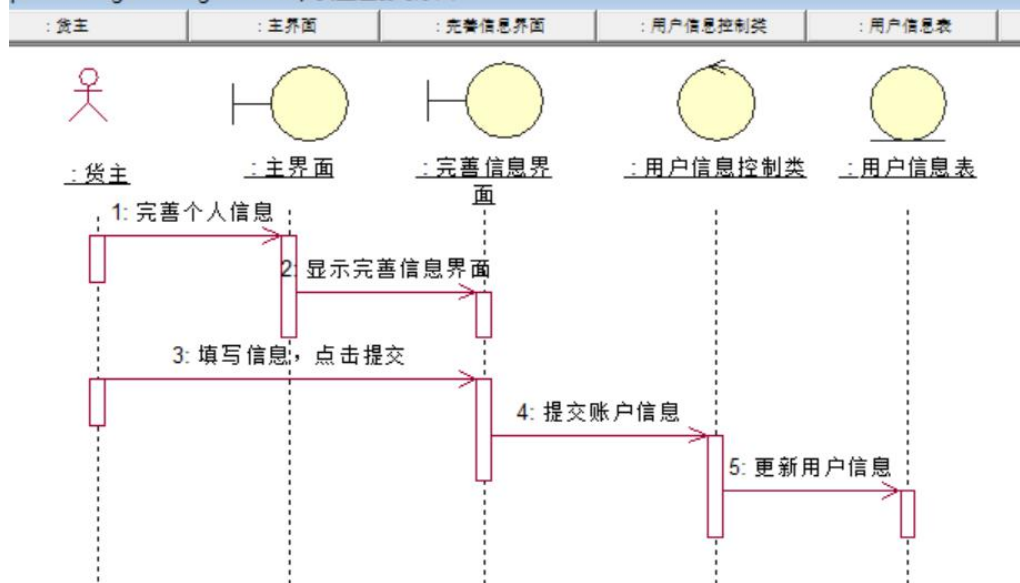 : 货主
: 主界面
: 完善信息界面
: 用户信息控制类
: 用户信息表
: 货主
: 主界面
: 完善信息界
面
: 用户信息控制类
: 用户信息表
1: 完善个人信息
2: 显示完善信息界面
3: 填写信息，点击提交
4: 提交账户信息
5: 更新用户信息